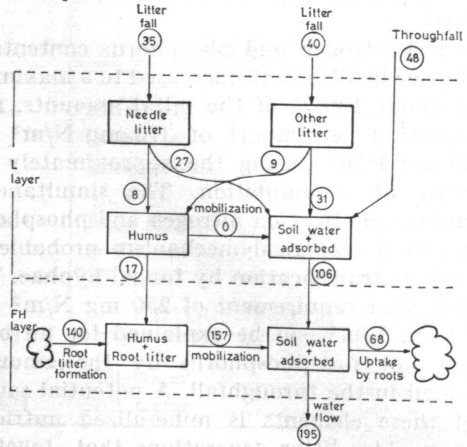 Litter
fall
35
Litter
fall
40
Throughfall
48
Needle
litter
Other
litter
27
9
layer
8
mobilization
0
31
Humus
Soil water
+
adsorbed
17
106
FH
layer
140
Root
litter
formation
Humus
+
Root litter
157
mobilization
Soil water
+
adsorbed
68
Uptake
by roots
water
195